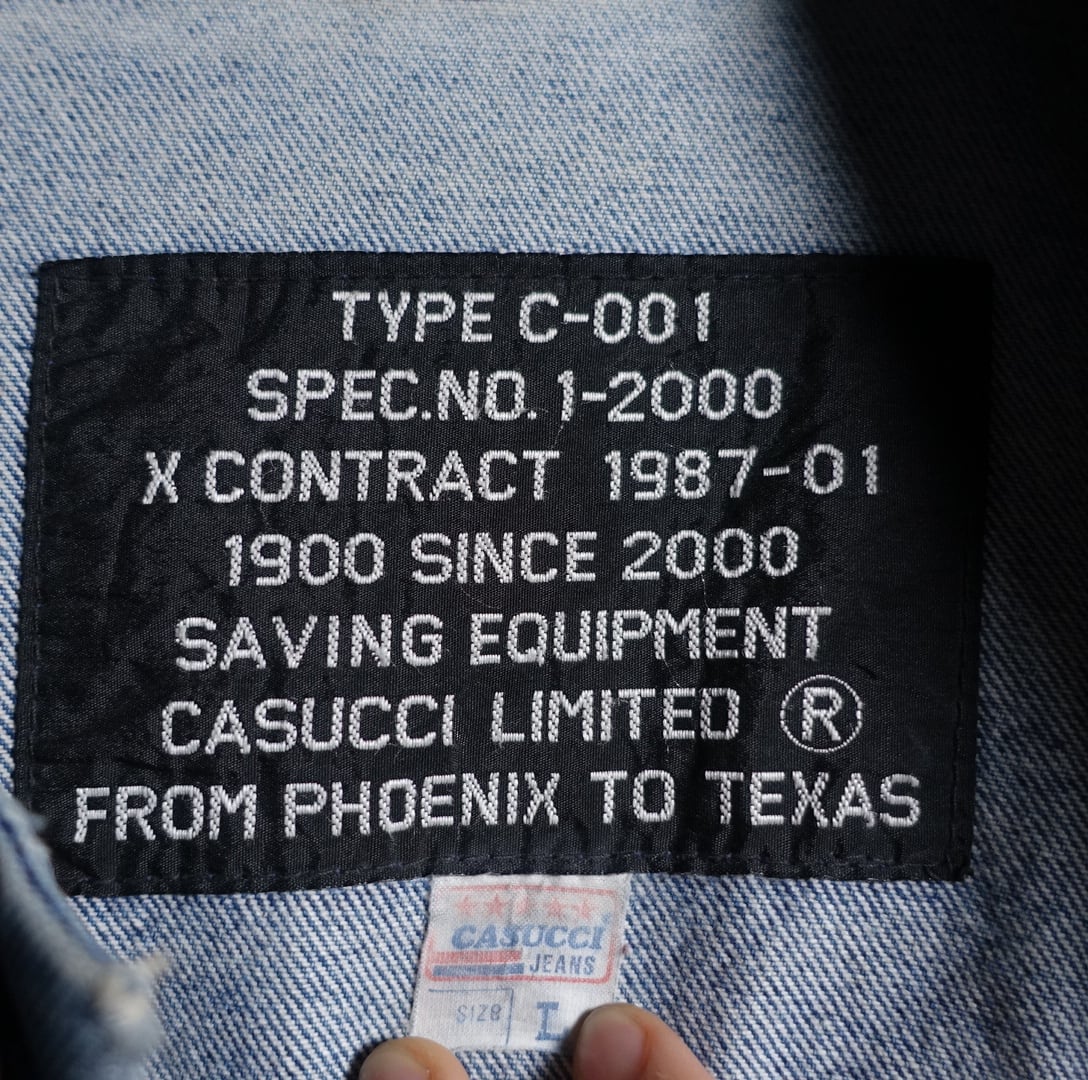 TYPE C-001
SPEC.NO. 1-2000
X CONTRACT 1987-01
1900 SINCE 2000
SAVING EQUIPMENT
CASUCCI LIMITED ®
FROM PHOENIX TO TEXAS
CASUCCI
JEANS
SIZE L